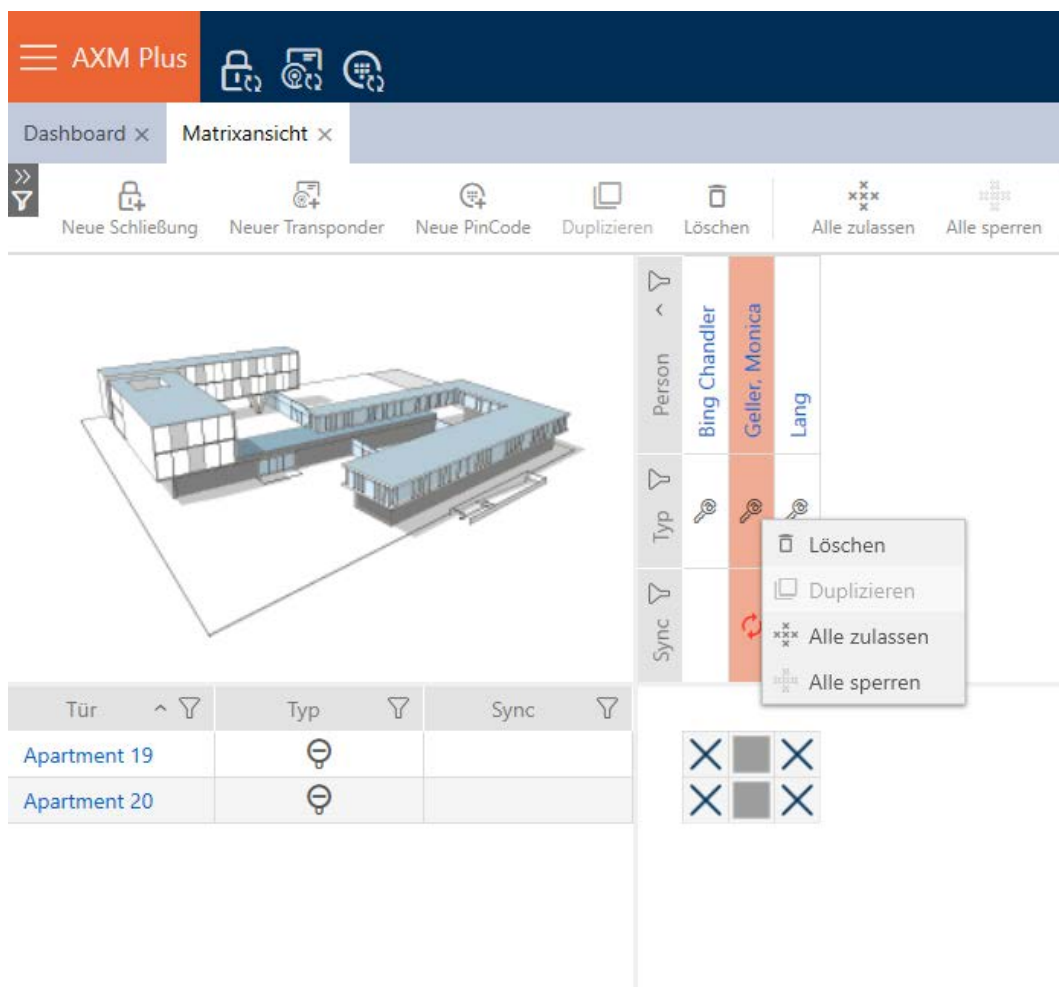 AXM Plus
Dashboard × Matrixansicht ×
Neue Schließung Neuer Transponder Neue PinCode Duplizieren Löschen Alle zulassen Alle sperren
Person Bing Chandler Geller, Monica Lang
Typ
Sync
Löschen
Duplizieren
Alle zulassen
Alle sperren
Tür Typ Sync
Apartment 19
Apartment 20